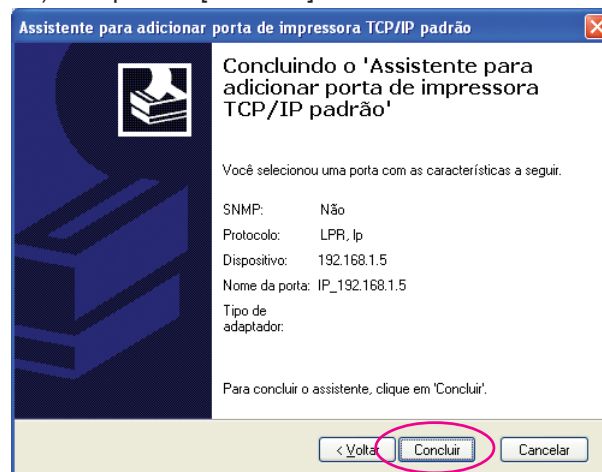 Assistente para adicionar porta de impressora TCP/IP padrão
Concluindo o 'Assistente para
adicionar porta de impressora
TCP/IP padrão'
Você selecionou uma porta com as características a seguir.
SNMP: Não
Protocolo: LPR, lp
Dispositivo: 192.168.1.5
Nome da porta: IP_192.168.1.5
Tipo de
adaptador:
Para concluir o assistente, clique em 'Concluir'.
< Voltar Concluir Cancelar